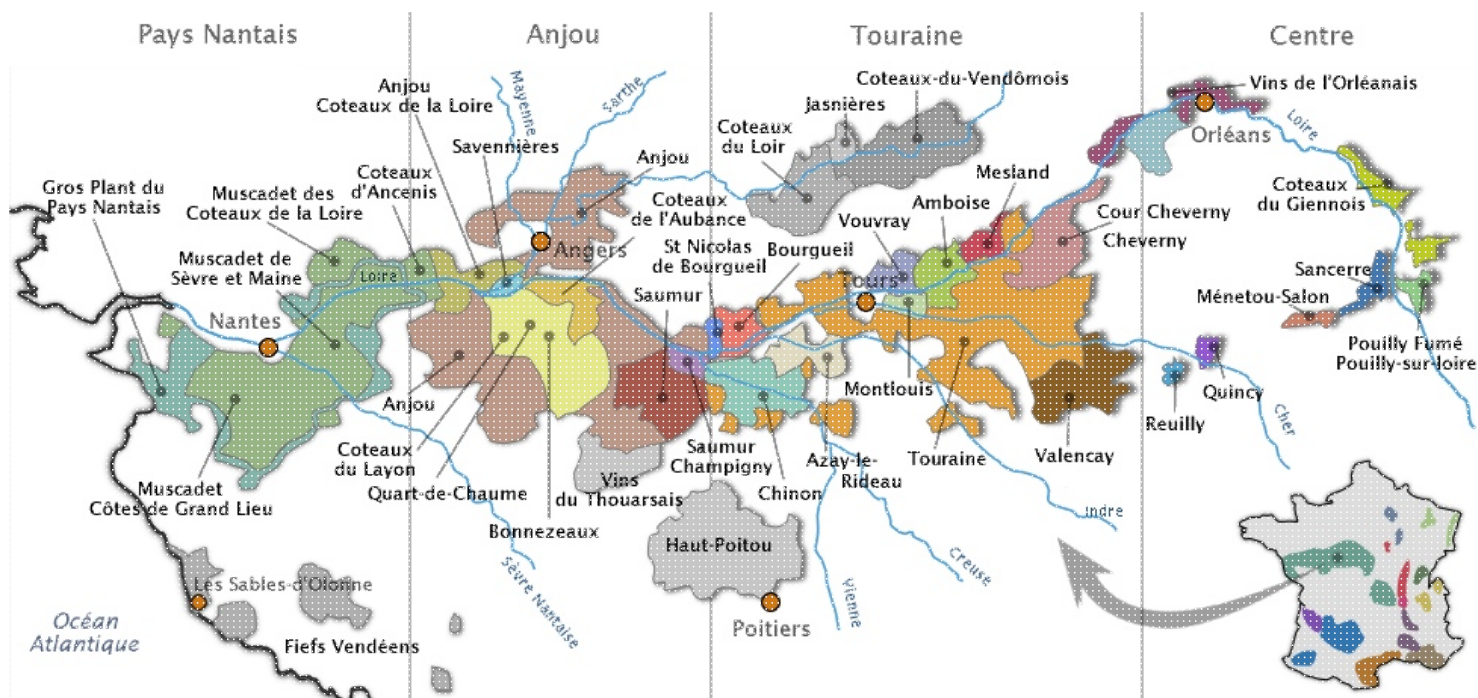 Pays Nantais
Anjou
Touraine
Centre
Mayenne
Sarthe
Anjou
Coteaux de la Loire
Savennières
Coteaux
d'Ancenis
Muscadet des
Coteaux de la Loire
Gros Plant du
Pays Nantais
Muscadet de
Sèvre et Maine
Loire
Nantes
Angers
Anjou
Coteaux
de l'Aubance
St Nicolas
de Bourgueil
Bourgueil
Saumur
Coteaux
du Loir
Jasnières
Coteaux-du-Vendômois
Vouvray
Amboise
Mesland
Cour Cheverny
Cheverny
Tours
Vins de l'Orléanais
Orléans
Loire
Coteaux
du Giennois
Sancerre
Ménetou-Salon
Pouilly Fumé
Pouilly-sur-loire
Quincy
Reuilly
Cher
Muscadet
Côtes de Grand Lieu
Anjou
Coteaux
du Layon
Quart-de-Chaume
Bonnezeaux
Vins
du Thouarsais
Saumur
Champigny
Chinon
Azay-le-
Rideau
Montlouis
Touraine
Valencay
Indre
Creuse
Vienne
Haut-Poitou
Poitiers
Sèvre Nantaise
Les Sables-d'Olonne
Fiefs Vendéens
Océan
Atlantique